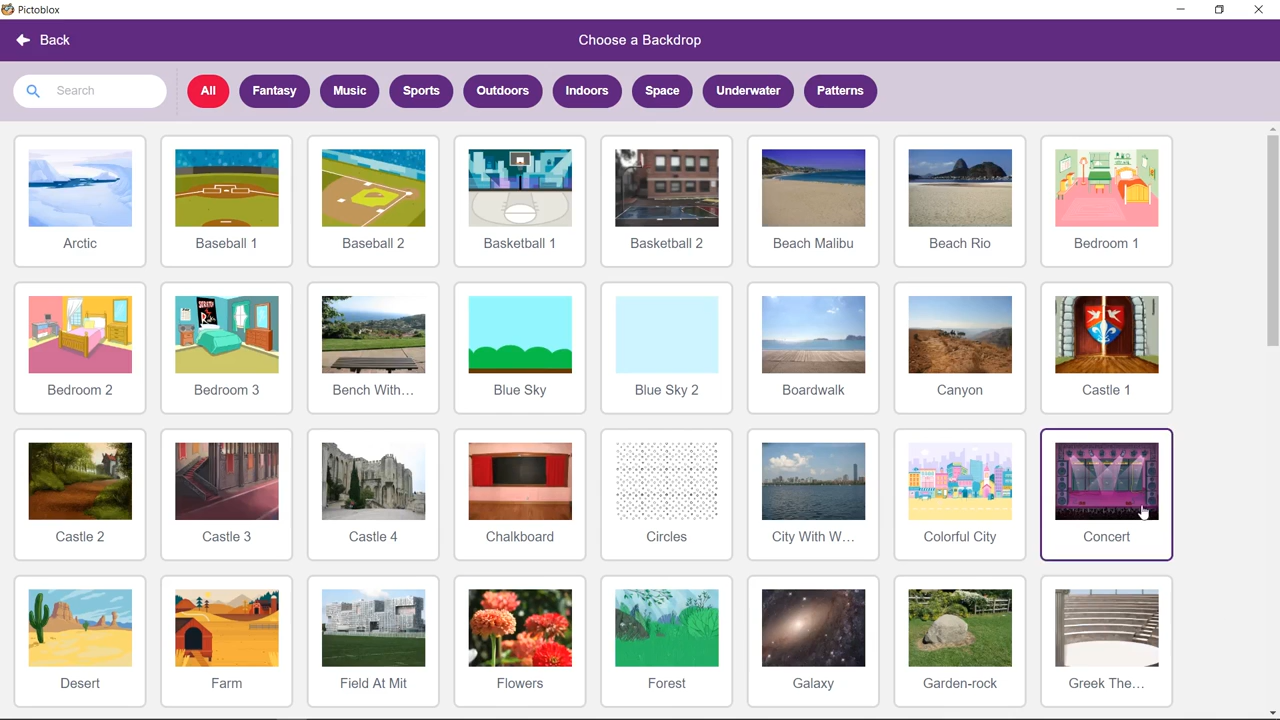 Pictoblox
Back
Choose a Backdrop
Search
All
Fantasy
Music
Sports
Outdoors
Indoors
Space
Underwater
Patterns
Arctic
Baseball 1
Baseball 2
Basketball 1
Basketball 2
Beach Malibu
Beach Rio
Bedroom 1
Bedroom 2
Bedroom 3
Bench With...
Blue Sky
Blue Sky 2
Boardwalk
Canyon
Castle 1
Castle 2
Castle 3
Castle 4
Chalkboard
Circles
City With W...
Colorful City
Concert
Desert
Farm
Field At Mit
Flowers
Forest
Galaxy
Garden-rock
Greek The...